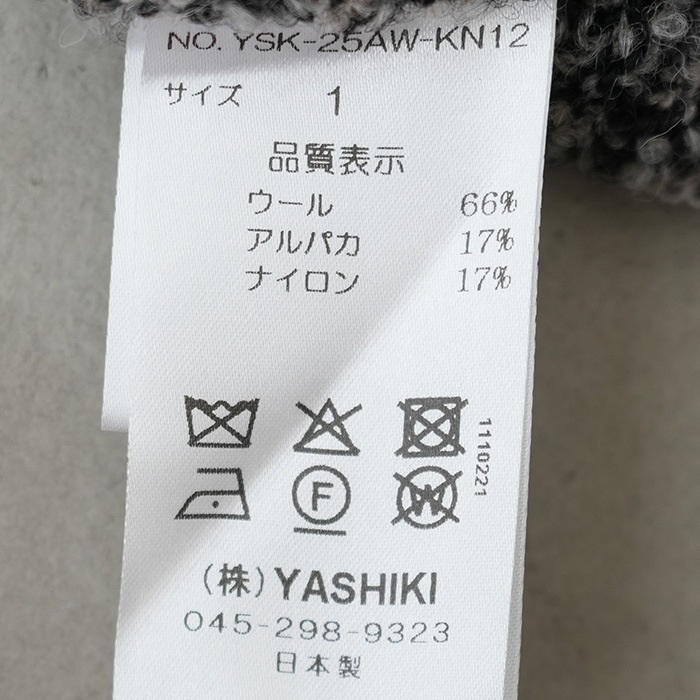 NO. YSK-25AW-KN12
サイズ 1
品質表示
ウール 66%
アルパカ 17%
ナイロン 17%
1110221
F W
(株) YASHIKI
045-298-9323
日本製